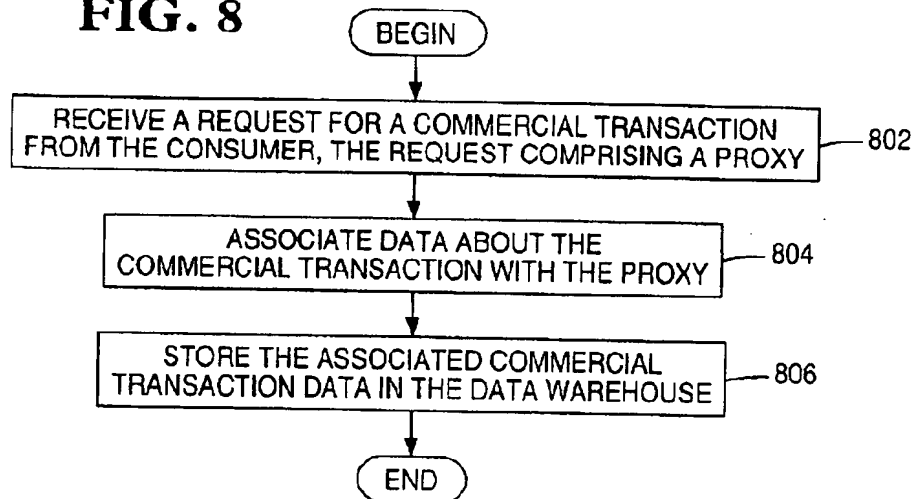 FIG. 8
BEGIN
RECEIVE A REQUEST FOR A COMMERCIAL TRANSACTION
FROM THE CONSUMER, THE REQUEST COMPRISING A PROXY
802
ASSOCIATE DATA ABOUT THE
COMMERCIAL TRANSACTION WITH THE PROXY
804
STORE THE ASSOCIATED COMMERCIAL
TRANSACTION DATA IN THE DATA WAREHOUSE
806
END